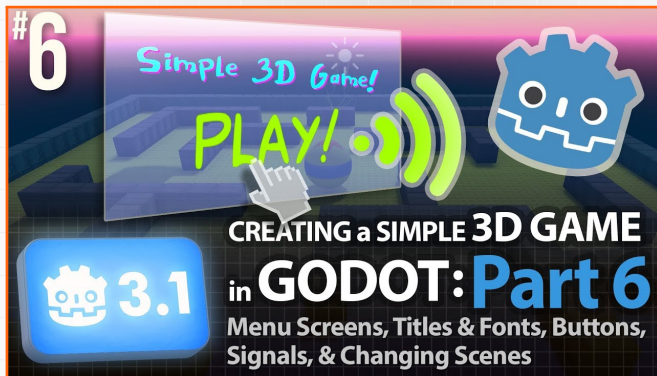 #6
Simple 3D Game!
PLAY!
3.1
CREATING a SIMPLE 3D GAME
in GODOT: Part 6
Menu Screens, Titles & Fonts, Buttons,
Signals, & Changing Scenes